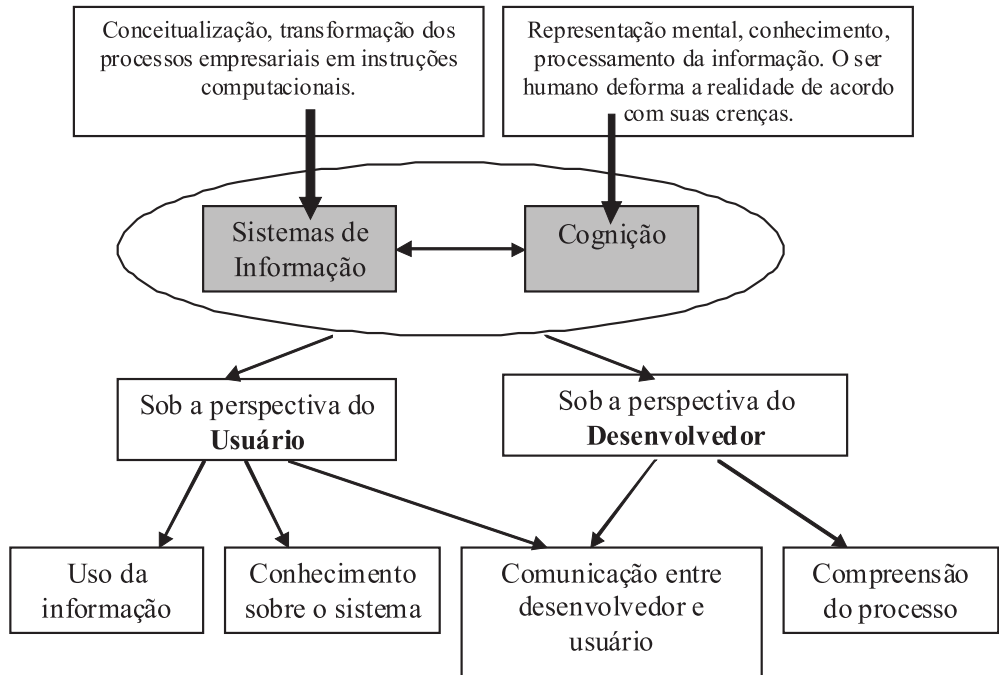 Conceitualização, transformação dos
processos empresariais em instruções
computacionais.
Representação mental, conhecimento,
processamento da informação. O ser
humano deforma a realidade de acordo
com suas crenças.
Sistemas de
Informação
Cognição
Sob a perspectiva do
Usuário
Sob a perspectiva do
Desenvolvedor
Uso da
informação
Conhecimento
sobre o sistema
Comunicação entre
desenvolvedor e
usuário
Compreensão
do processo